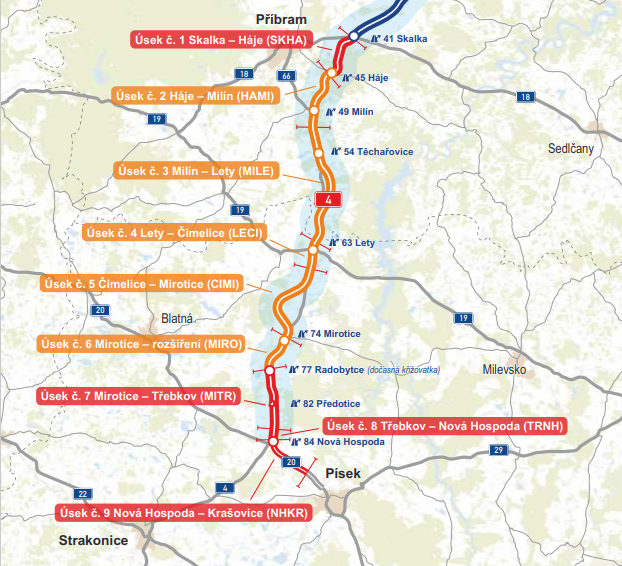 Příbram
Úsek č. 1 Skalka – Háje (SKHA)
41 Skalka
18
66
45 Háje
Úsek č. 2 Háje – Milín (HAMI)
18
49 Milín
19
Sedlčany
54 Těchařovice
Úsek č. 3 Milín – Lety (MILE)
4
19
Úsek č. 4 Lety – Čimelice (LECI)
63 Lety
Úsek č. 5 Čimelice – Mirotice (CIMI)
20
Blatná
19
74 Mirotice
Úsek č. 6 Mirotice – rozšíření (MIRO)
77 Radobytce (dočasná křižovatka)
Milevsko
Úsek č. 7 Mirotice – Třebkov (MITR)
82 Předotice
Úsek č. 8 Třebkov – Nová Hospoda (TRNH)
84 Nová Hospoda
29
20
Písek
4
22
Úsek č. 9 Nová Hospoda – Krašovice (NHKR)
Strakonice